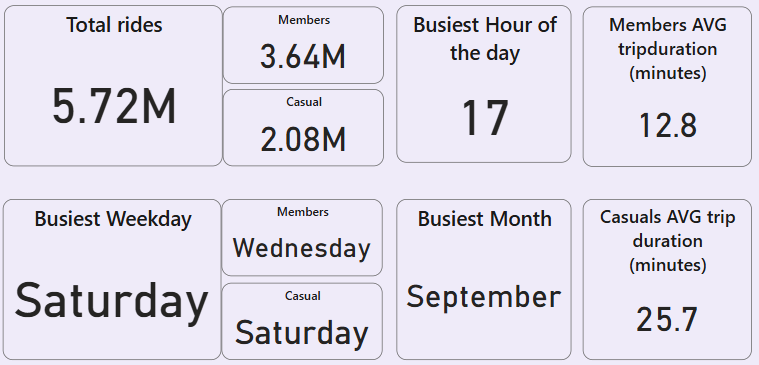 Total rides
5.72M
Members
3.64M
Casual
2.08M
Busiest Hour of
the day
17
Members AVG
tripduration
(minutes)
12.8
Busiest Weekday
Saturday
Members
Wednesday
Casual
Saturday
Busiest Month
September
Casuals AVG trip
duration
(minutes)
25.7